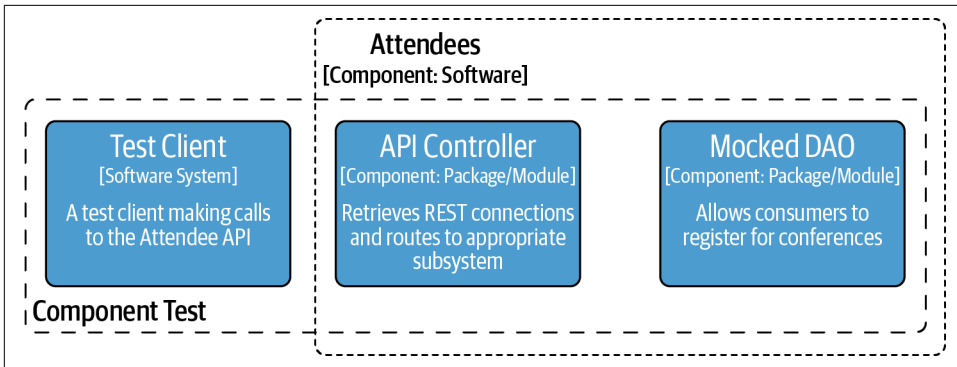 Attendees
[Component: Software]
Test Client
[Software System]
A test client making calls
to the Attendee API
API Controller
[Component: Package/Module]
Retrieves REST connections
and routes to appropriate
subsystem
Mocked DAO
[Component: Package/Module]
Allows consumers to
register for conferences
Component Test